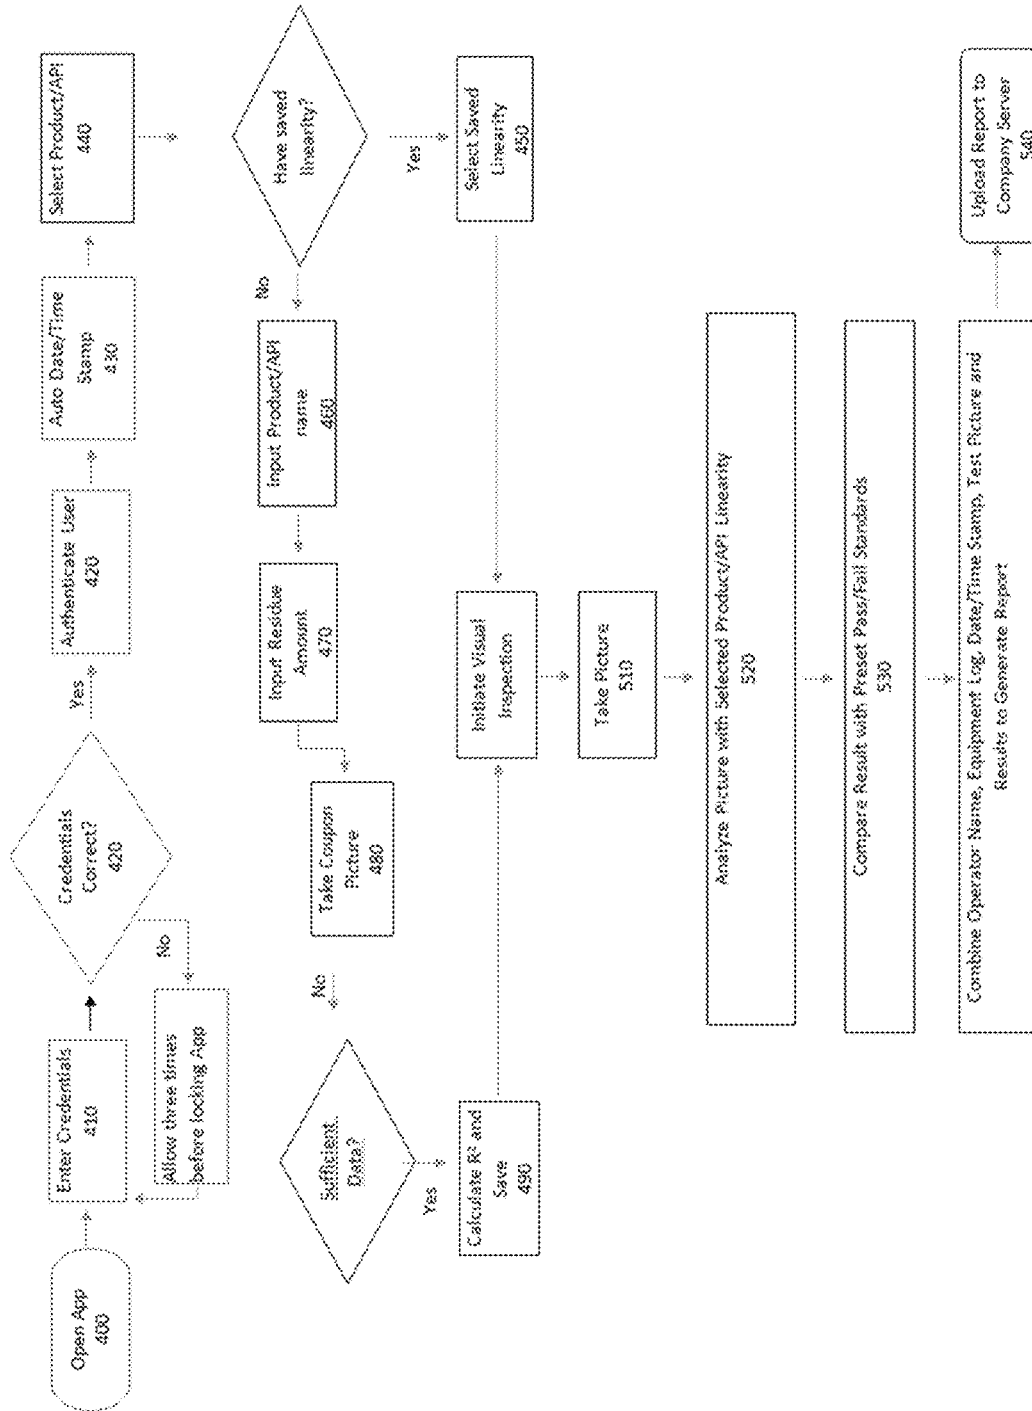 Open App
400
Enter Credentials
410
Allow three times
before locking App
Credentials
Correct?
420
No
Yes
Authenticate User
420
Auto Date/Time
Stamp
430
Select Product/API
440
Have saved
linearity?
No
Yes
Select Saved
Linearity
450
Input Product/API
name
460
Input Residue
Amount
470
Take Coupon
Picture
480
No
Sufficient
Data?
Yes
Calculate R² and
Save
490
Initiate Visual
Inspection
Take Picture
510
Analyze Picture with Selected Product/API Linearity
520
Compare Result with Preset Pass/Fail Standards
530
Combine Operator Name, Equipment Log, Date/Time Stamp, Test Picture and
Results to Generate Report
Upload Report to
Company Server
540